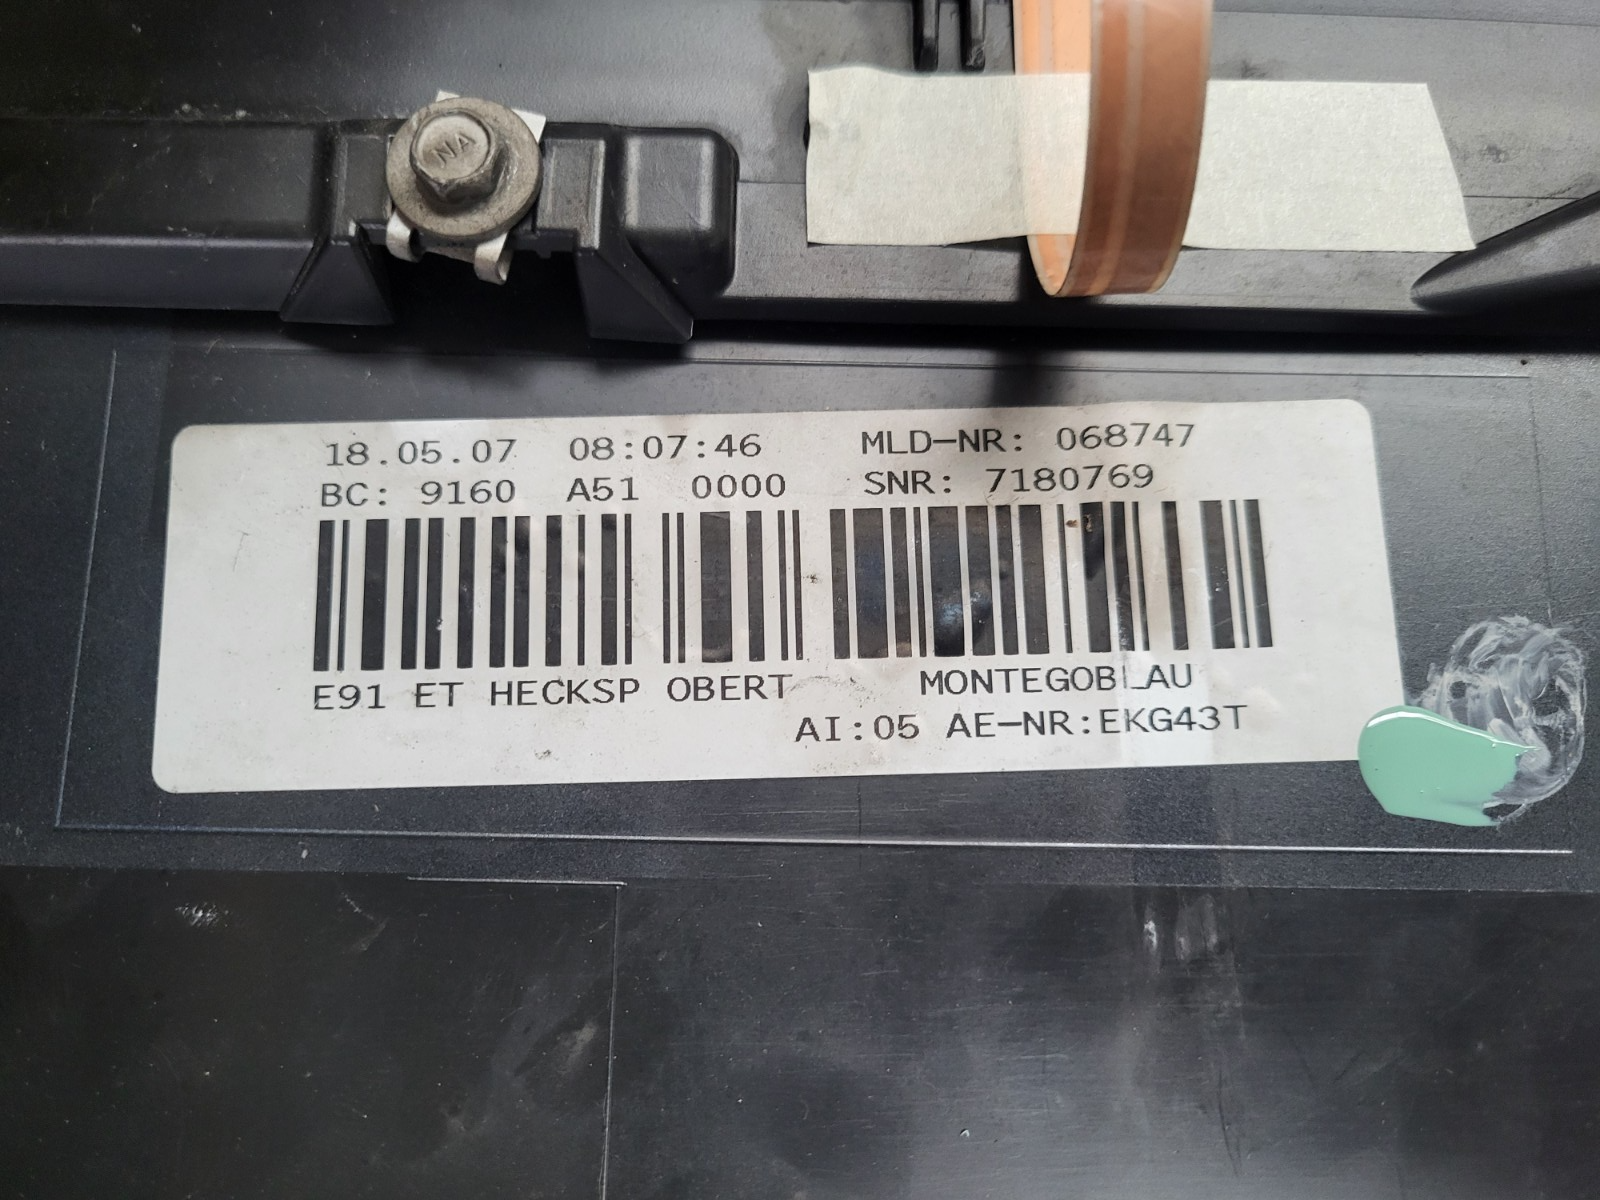 NA
18.05.07 08:07:46 MLD-NR: 068747
BC: 9160 A51 0000 SNR: 7180769
E91 ET HECKSP OBERT MONTEGOBLAU
AI:05 AE-NR:EKG43T